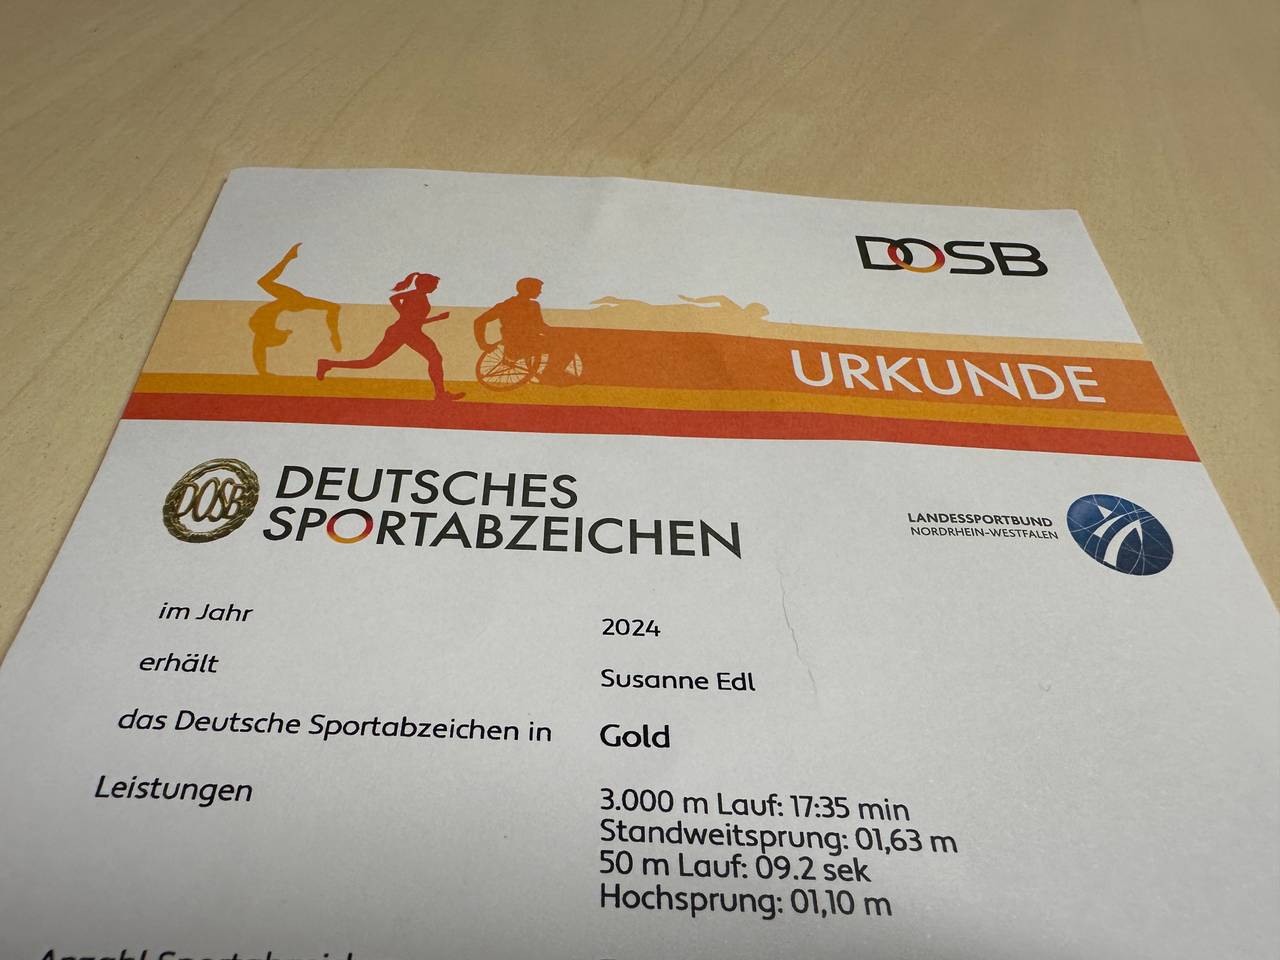 DOSB
URKUNDE
DOSB
DEUTSCHES
SPORTABZEICHEN
LANDESSPORTBUND
NORDRHEIN-WESTFALEN
im Jahr 2024
erhält Susanne Edl
das Deutsche Sportabzeichen in Gold
Leistungen 3.000 m Lauf: 17:35 min
Standweitsprung: 01,63 m
50 m Lauf: 09.2 sek
Hochsprung: 01,10 m
Anzahl